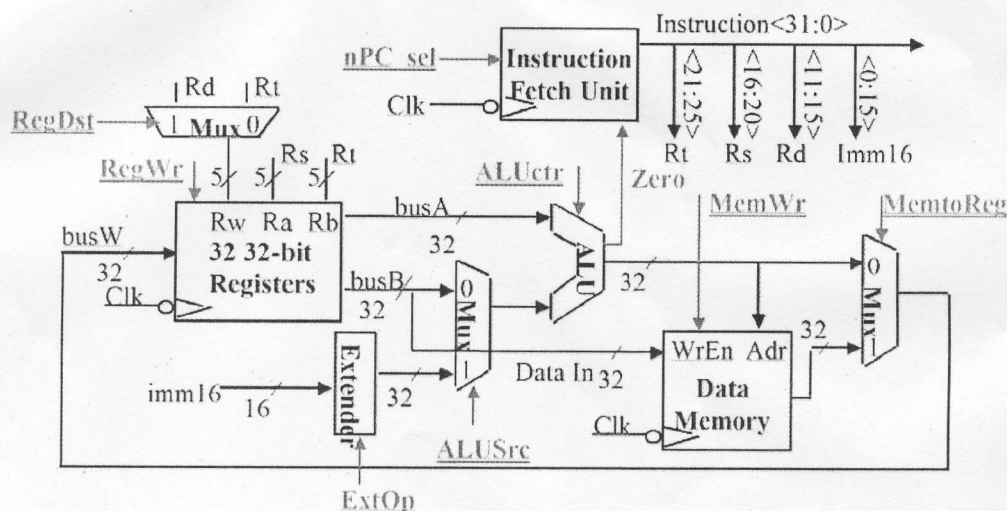 Instruction<31:0>
nPC_sel
Instruction
Fetch Unit
Clk
<21:25>
<16:20>
<11:15>
<0:15>
Rt
Rs
Rd
Imm16
Rd
Rt
RegDst
1 Mux 0
RegWr
5
5
Rs
5
Rt
ALUctr
Zero
MemWr
MemtoReg
Rw Ra Rb
busA
32
busW
32
32 32-bit
Registers
Clk
busB
32
0 Mux 1
ALU
32
0 Mux 1
WrEn Adr
32
Data In
32
Data
Memory
Clk
imm16
16
Extender
32
ALUSrc
ExtOp